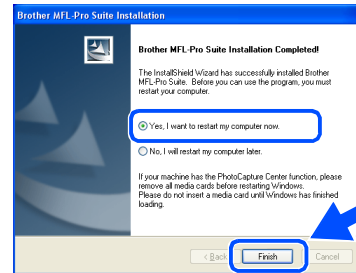 Brother MFL-Pro Suite Installation
Brother MFL-Pro Suite Installation Completed!
The InstallShield Wizard has successfully installed Brother
MFL-Pro Suite. Before you can use the program, you must
restart your computer.
Yes, I want to restart my computer now.
No, I will restart my computer later.
If your machine has the PhotoCapture Center function, please
remove all media cards before restarting Windows.
Please do not insert a media card until Windows has finished
loading.
< Back Finish Cancel